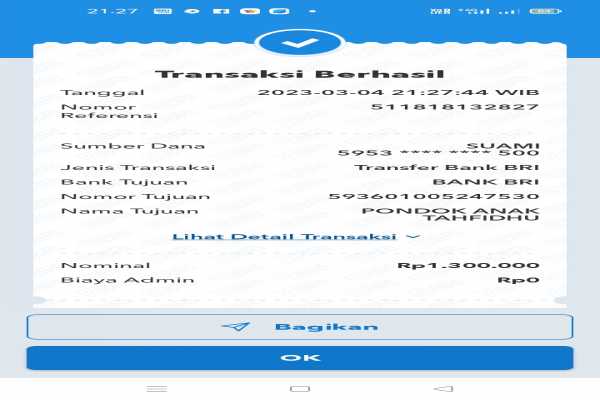 21:27
Transaksi Berhasil
Tanggal 2023-03-04 21:27:44 WIB
Nomor Referensi 511818132827
Sumber Dana SUAMI
5953 **** **** 500
Jenis Transaksi Transfer Bank BRI
Bank Tujuan BANK BRI
Nomor Tujuan 593601005247530
Nama Tujuan PONDOK ANAK
TAHFIDHU
Lihat Detail Transaksi
Nominal Rp1.300.000
Biaya Admin Rp0
Bagikan
OK